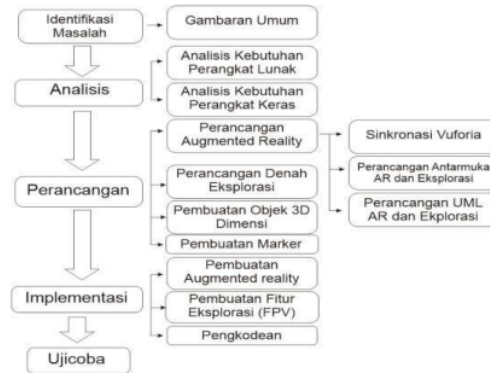 Identifikasi
Masalah
Gambaran Umum
Analisis
Analisis Kebutuhan
Perangkat Lunak
Analisis Kebutuhan
Perangkat Keras
Perancangan
Perancangan
Augmented Reality
Sinkronasi Vuforia
Perancangan Antarmuka
AR dan Eksplorasi
Perancangan UML
AR dan Ekplorasi
Perancangan Denah
Eksplorasi
Pembuatan Objek 3D
Dimensi
Pembuatan Marker
Implementasi
Pembuatan
Augmented reality
Pembuatan Fitur
Eksplorasi (FPV)
Pengkodean
Ujicoba